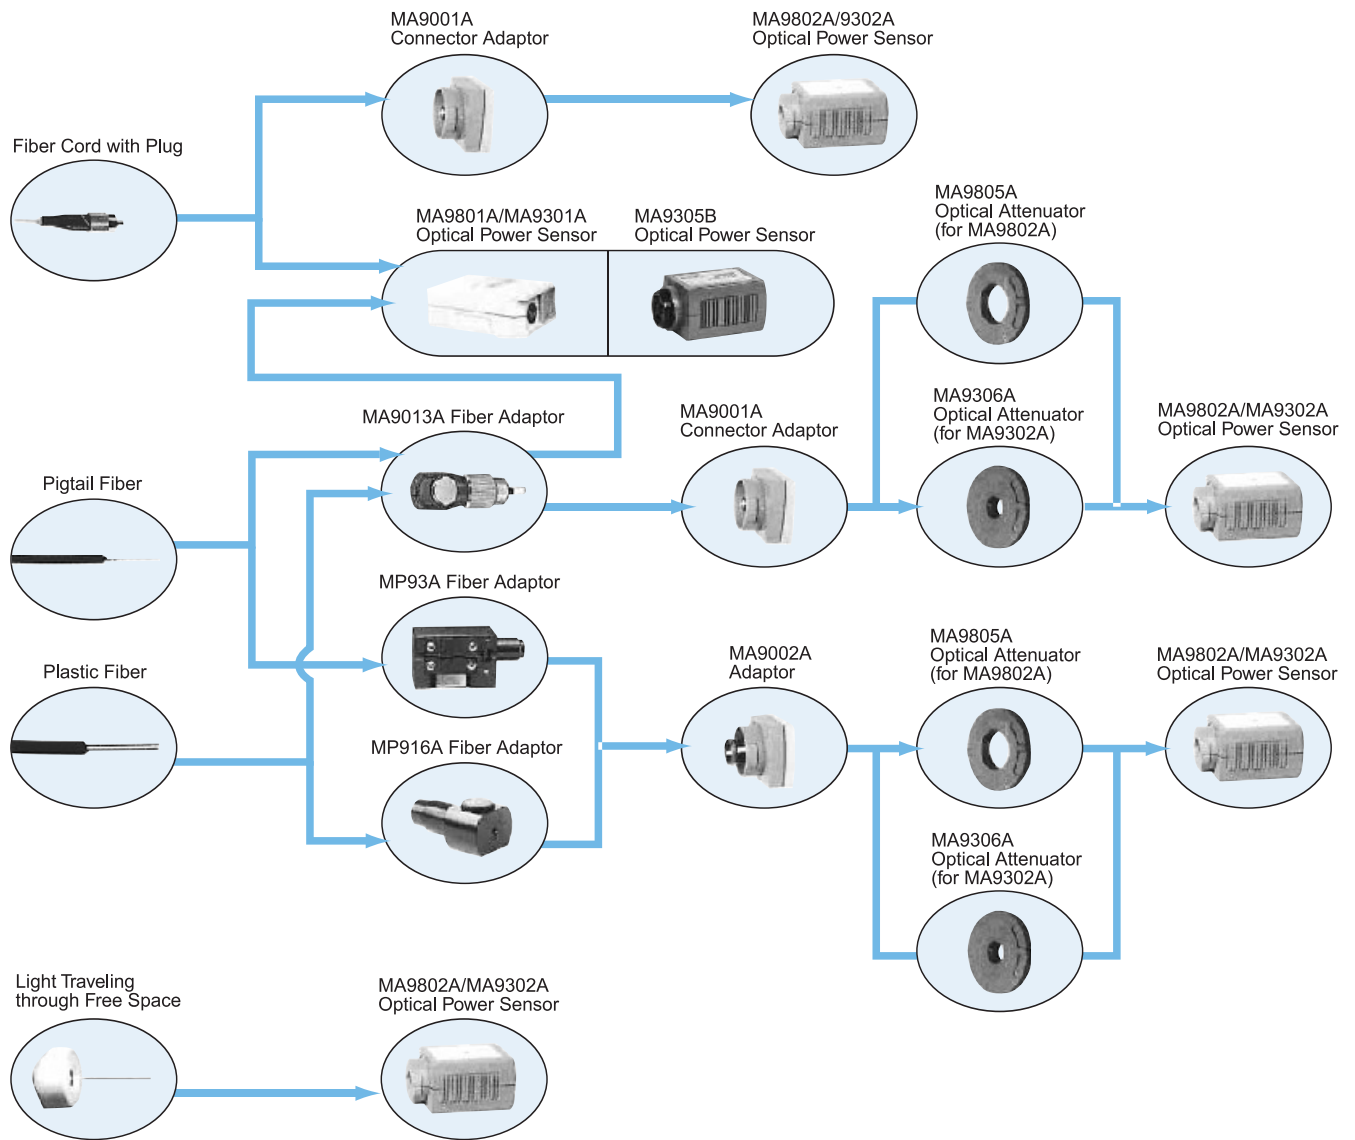 MA9001A
Connector Adaptor
MA9802A/9302A
Optical Power Sensor
Fiber Cord with Plug
MA9801A/MA9301A
Optical Power Sensor
MA9305B
Optical Power Sensor
MA9805A
Optical Attenuator
(for MA9802A)
MA9013A Fiber Adaptor
MA9001A
Connector Adaptor
MA9306A
Optical Attenuator
(for MA9302A)
MA9802A/MA9302A
Optical Power Sensor
Pigtail Fiber
MP93A Fiber Adaptor
Plastic Fiber
MA9002A
Adaptor
MA9805A
Optical Attenuator
(for MA9802A)
MA9802A/MA9302A
Optical Power Sensor
MP916A Fiber Adaptor
MA9306A
Optical Attenuator
(for MA9302A)
Light Traveling
through Free Space
MA9802A/MA9302A
Optical Power Sensor